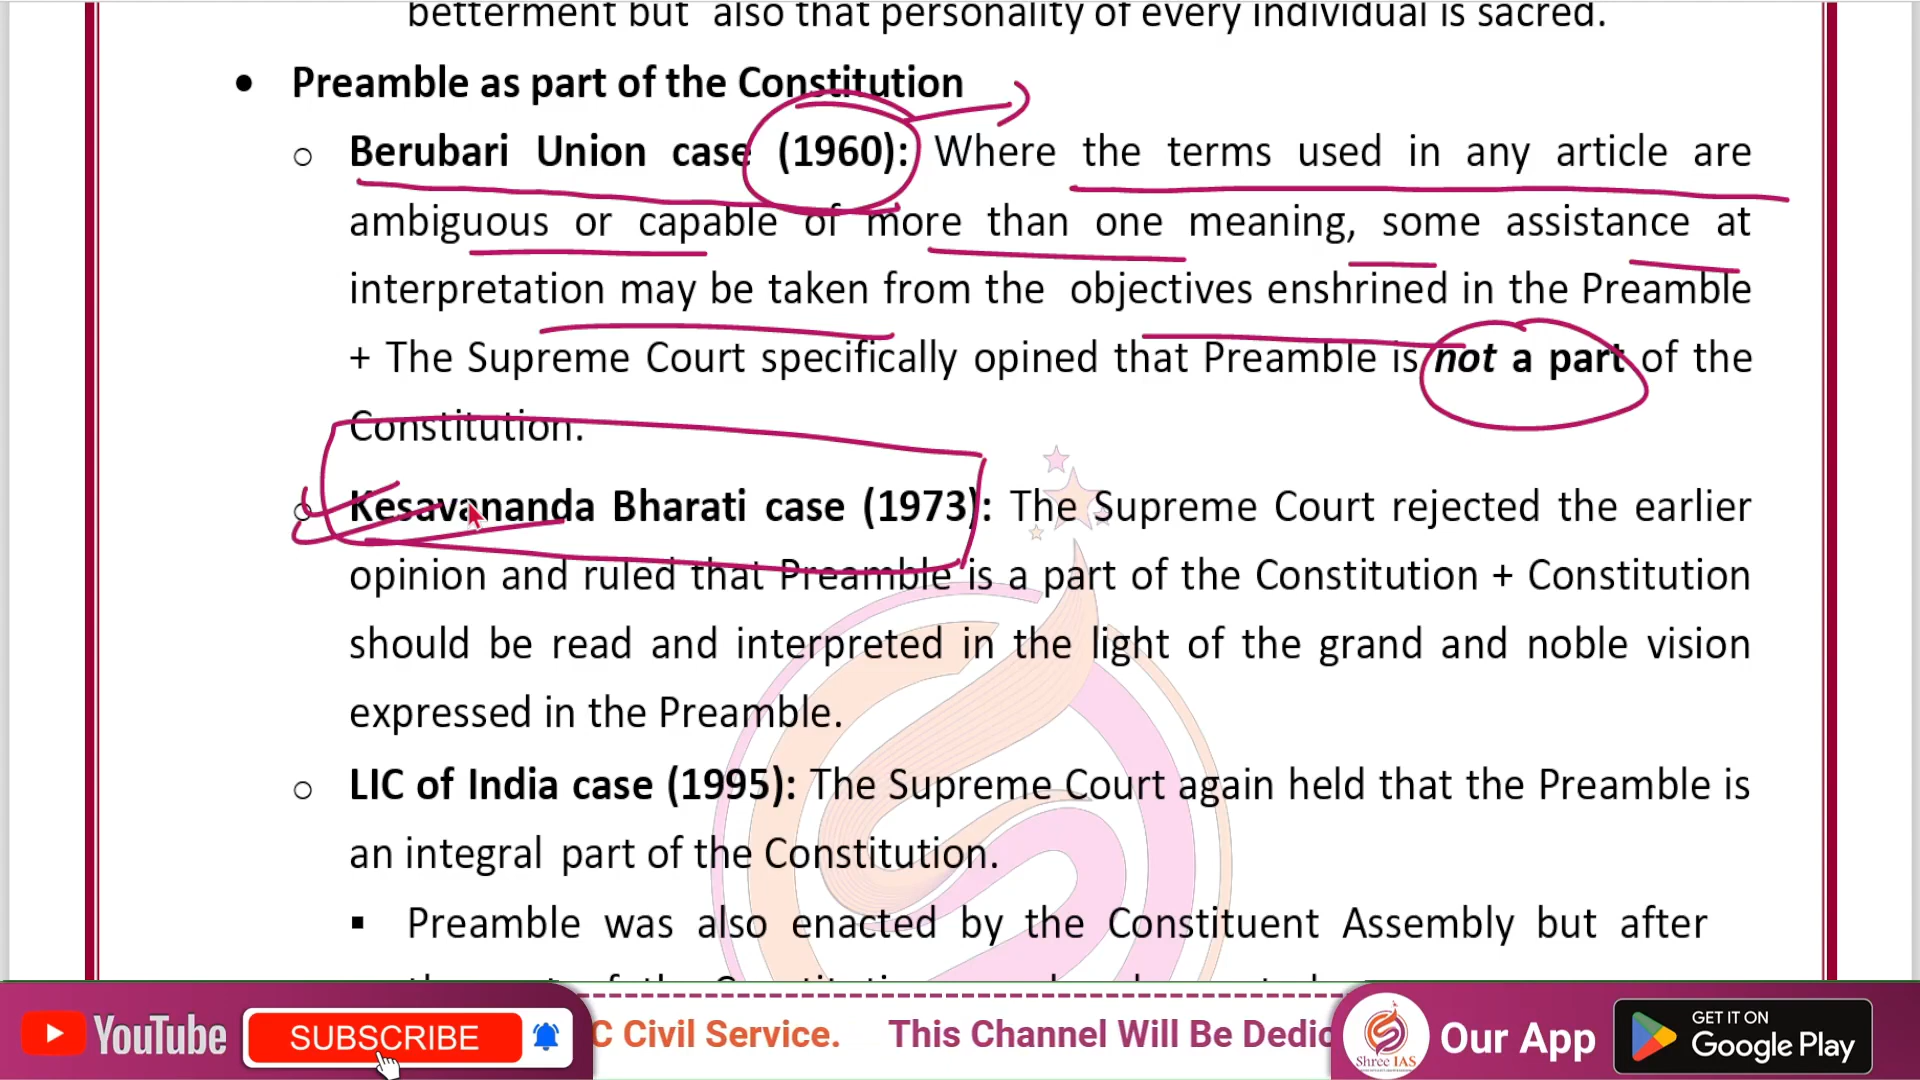 betterment but also that personality of every individual is sacred.
• Preamble as part of the Constitution
○ Berubari Union case (1960): Where the terms used in any article are
ambiguous or capable of more than one meaning, some assistance at
interpretation may be taken from the objectives enshrined in the Preamble
+ The Supreme Court specifically opined that Preamble is not a part of the
Constitution.
○ Kesavananda Bharati case (1973): The Supreme Court rejected the earlier
opinion and ruled that Preamble is a part of the Constitution + Constitution
should be read and interpreted in the light of the grand and noble vision
expressed in the Preamble.
○ LIC of India case (1995): The Supreme Court again held that the Preamble is
an integral part of the Constitution.
▪ Preamble was also enacted by the Constituent Assembly but after
YouTube
SUBSCRIBE
C Civil Service. This Channel Will Be Dedic
Shree IAS
Our App
GET IT ON
Google Play